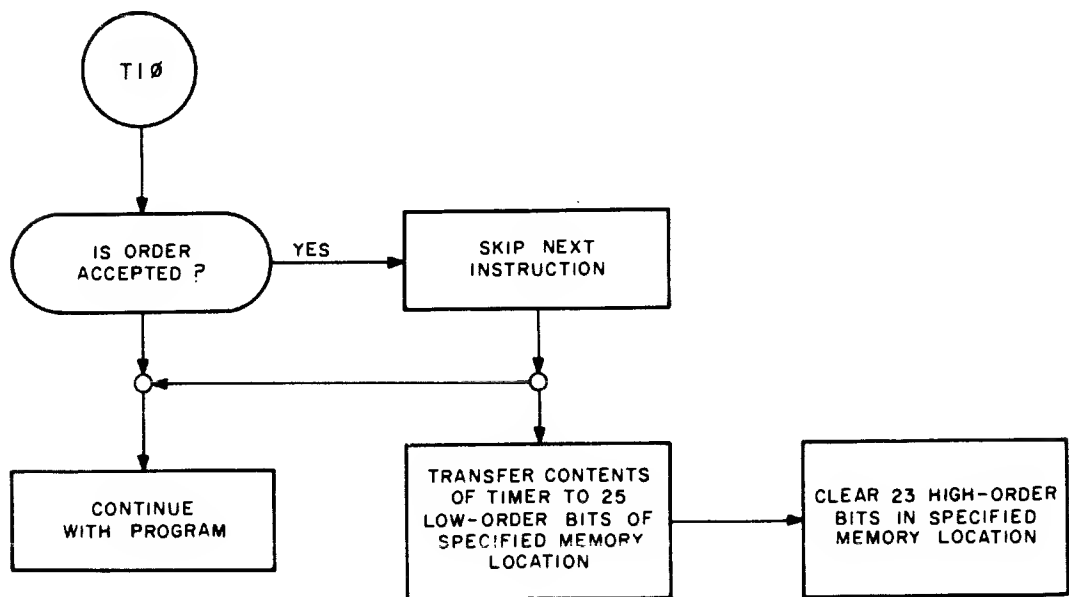 TIØ
IS ORDER
ACCEPTED ?
YES
SKIP NEXT
INSTRUCTION
CONTINUE
WITH PROGRAM
TRANSFER CONTENTS
OF TIMER TO 25
LOW-ORDER BITS OF
SPECIFIED MEMORY
LOCATION
CLEAR 23 HIGH-ORDER
BITS IN SPECIFIED
MEMORY LOCATION